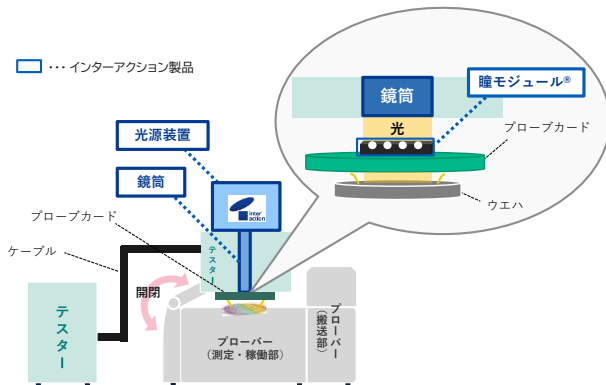 ・・・インターアクション製品
鏡筒
瞳モジュール®
光
プローブカード
ウエハ
光源装置
鏡筒
プローブカード
ケーブル
inter
action
テスター
開閉
テスター
プローバー
（測定・稼働部）
プローバー
（搬送部）